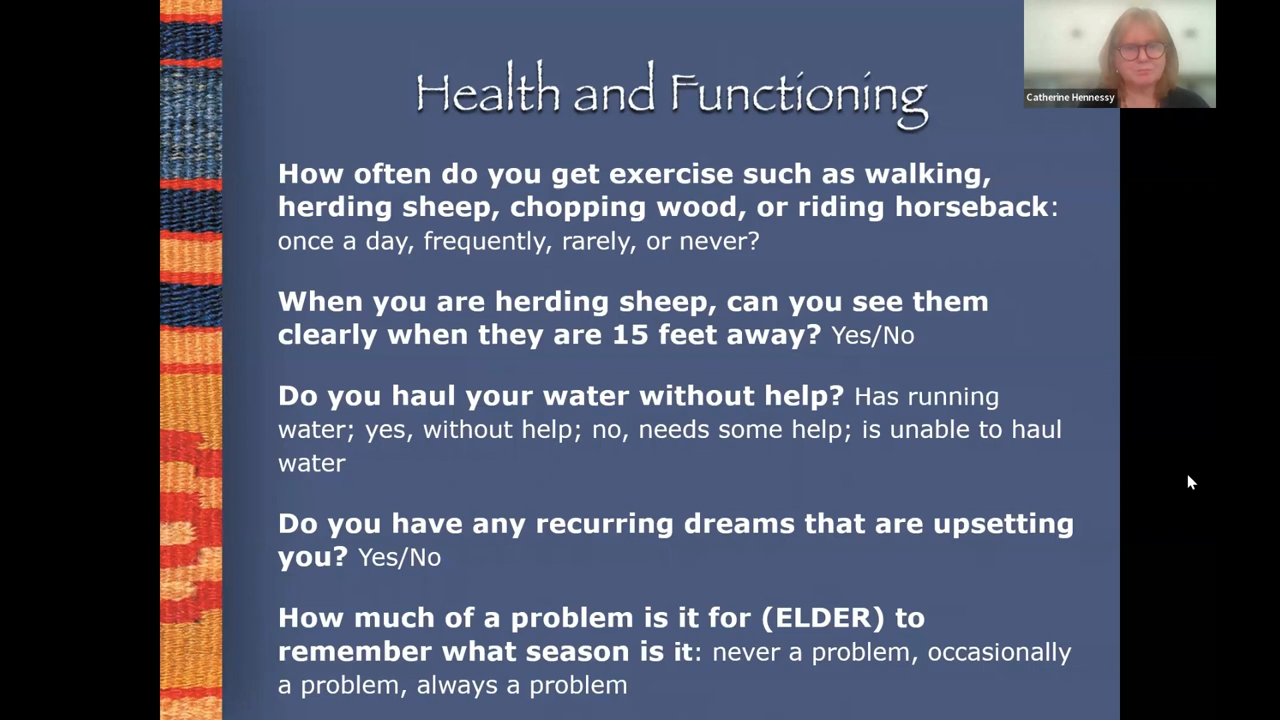 Health and Functioning
Catherine Hennessy
How often do you get exercise such as walking,
herding sheep, chopping wood, or riding horseback:
once a day, frequently, rarely, or never?
When you are herding sheep, can you see them
clearly when they are 15 feet away? Yes/No
Do you haul your water without help? Has running
water; yes, without help; no, needs some help; is unable to haul
water
Do you have any recurring dreams that are upsetting
you? Yes/No
How much of a problem is it for (ELDER) to
remember what season is it: never a problem, occasionally
a problem, always a problem